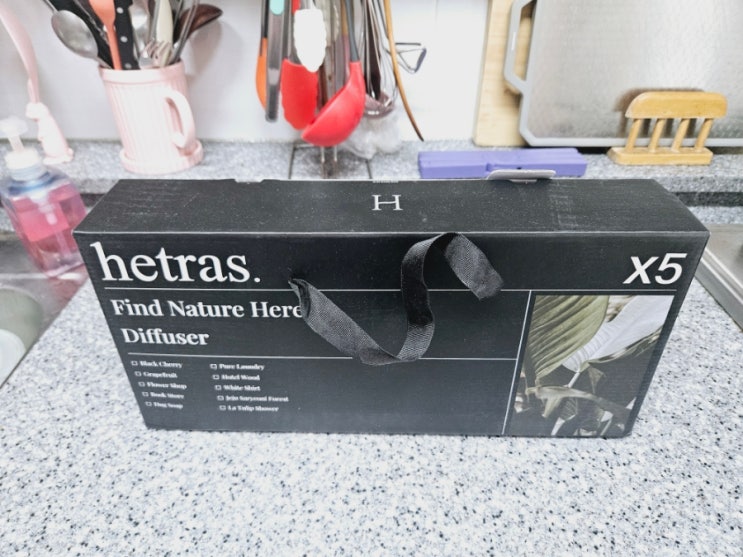 H
hetras.
X5
Find Nature Here
Diffuser
Black Cherry
Grapefruit
Flower Shop
Book Store
Dng Soap
Pure Laundry
Hotel Wood
White Shirt
Jeju Saryeoni Forest
La Tulip Shower